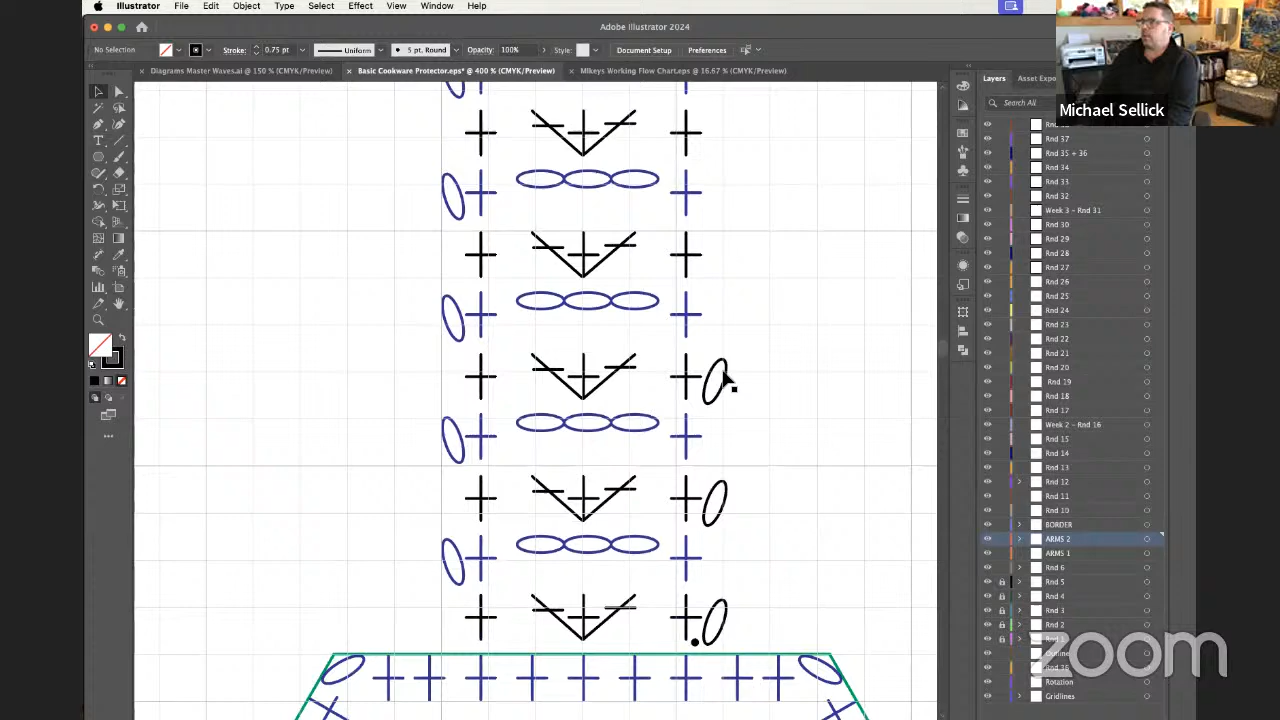 Illustrator File Edit Object Type Select Effect View Window Help
Adobe Illustrator 2024
No Selection Stroke: 0.75 pt Uniform 5 pt. Round Opacity: 100% Style: Document Setup Preferences
Diagrams Master Waves.ai @ 150 % (CMYK/Preview) Basic Cookware Protector.eps* @ 400 % (CMYK/Preview) Mikeys Working Flow Chart.eps @ 16.67 % (CMYK/Preview)
Layers Asset Expo
Search All
Michael Sellick
Rnd 37
Rnd 35 + 36
Rnd 34
Rnd 33
Rnd 32
Week 3 - Rnd 31
Rnd 30
Rnd 29
Rnd 28
Rnd 27
Rnd 26
Rnd 25
Rnd 24
Rnd 23
Rnd 22
Rnd 21
Rnd 20
Rnd 19
Rnd 18
Rnd 17
Week 2 - Rnd 16
Rnd 15
Rnd 14
Rnd 13
Rnd 12
Rnd 11
Rnd 10
BORDER
ARMS 2
ARMS 1
Rnd 6
Rnd 5
Rnd 4
Rnd 3
Rnd 2
Rnd 1
zoom
Rotation
Gridlines